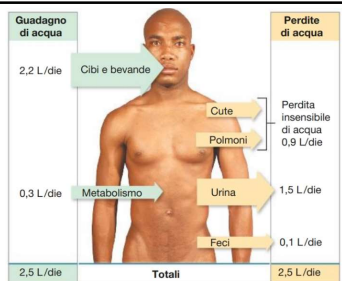 Guadagno
di acqua
Perdite
di acqua
2,2 L/die
Cibi e bevande
Cute
Polmoni
Perdita
insensibile
di acqua
0,9 L/die
0,3 L/die
Metabolismo
Urina
1,5 L/die
Feci
0,1 L/die
2,5 L/die
Totali
2,5 L/die